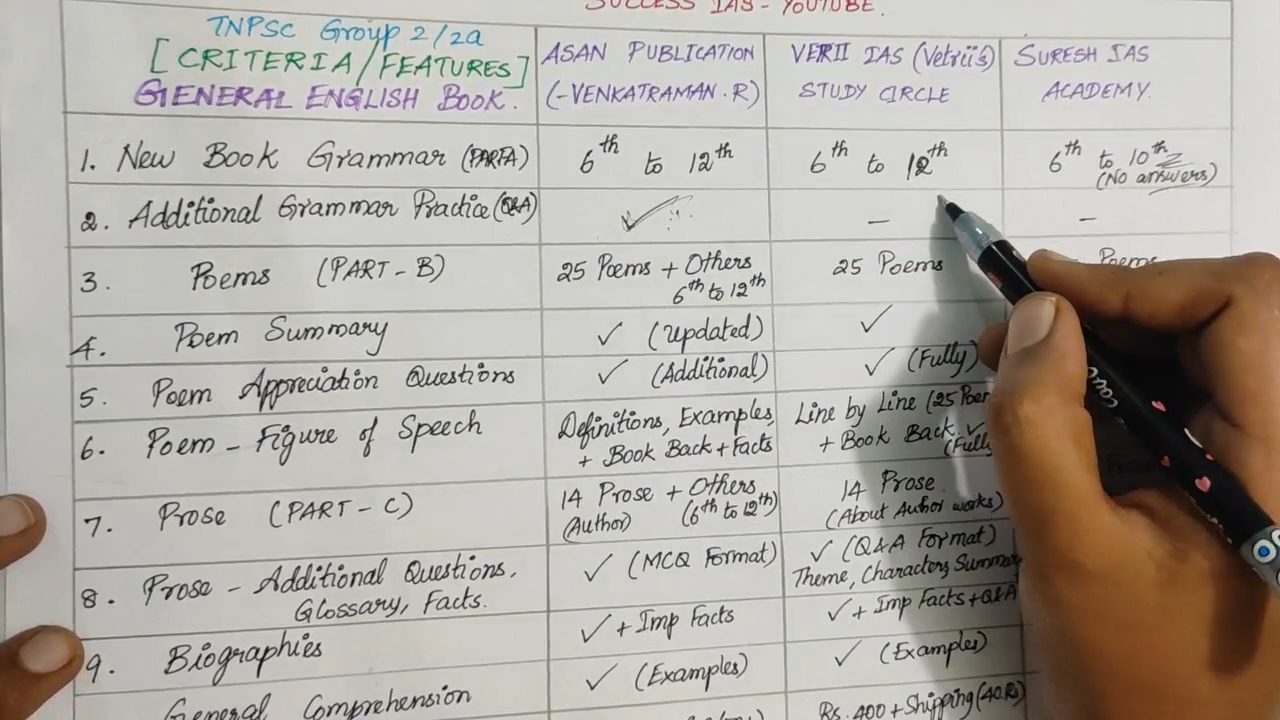 SUCCESS IAS - YOUTUBE.
TNPSC Group 2/2a
[CRITERIA/FEATURES]
GENERAL ENGLISH BOOK.
ASAN PUBLICATION
(-VENKATRAMAN.R)
VERII IAS (Vetrii's)
STUDY CIRCLE
SURESH IAS
ACADEMY.
1. New Book Grammar (PART A)
6th to 12th
6th to 12th
6th to 10th
(No answers)
2. Additional Grammar Practice (Q&A)
✓
-
-
3. Poems (PART-B)
25 Poems + Others
6th to 12th
25 Poems
Poems
4. Poem Summary
✓ (Updated)
✓
5. Poem Appreciation Questions
✓ (Additional)
✓ (Fully)
6. Poem - Figure of Speech
Definitions, Examples,
+ Book Back + Facts
Line by Line (25 Poem
+ Book Back ✓
(Fully
7. Prose (PART-C)
14 Prose + Others
(Author) (6th to 12th)
14 Prose.
(About Author works)
8. Prose - Additional Questions,
Glossary, Facts.
✓ (MCQ Format)
✓ (Q&A Format)
Theme, Characters, Summary
9. Biographies
✓ + Imp Facts
✓ + Imp Facts + Q&A
General Comprehension
✓ (Examples)
✓ (Examples)
Rs. 400 + Shipping (40 Rs)